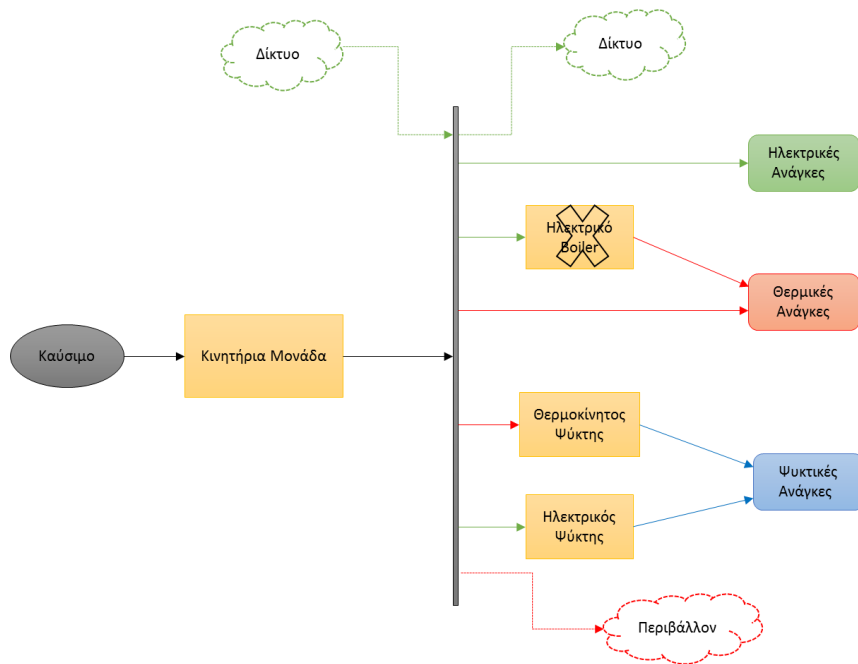 Δίκτυο
Δίκτυο
Ηλεκτρικές
Ανάγκες
Ηλεκτρικό
Boiler
Θερμικές
Ανάγκες
Καύσιμο
Κινητήρια Μονάδα
Θερμοκίνητος
Ψύκτης
Ψυκτικές
Ανάγκες
Ηλεκτρικός
Ψύκτης
Περιβάλλον